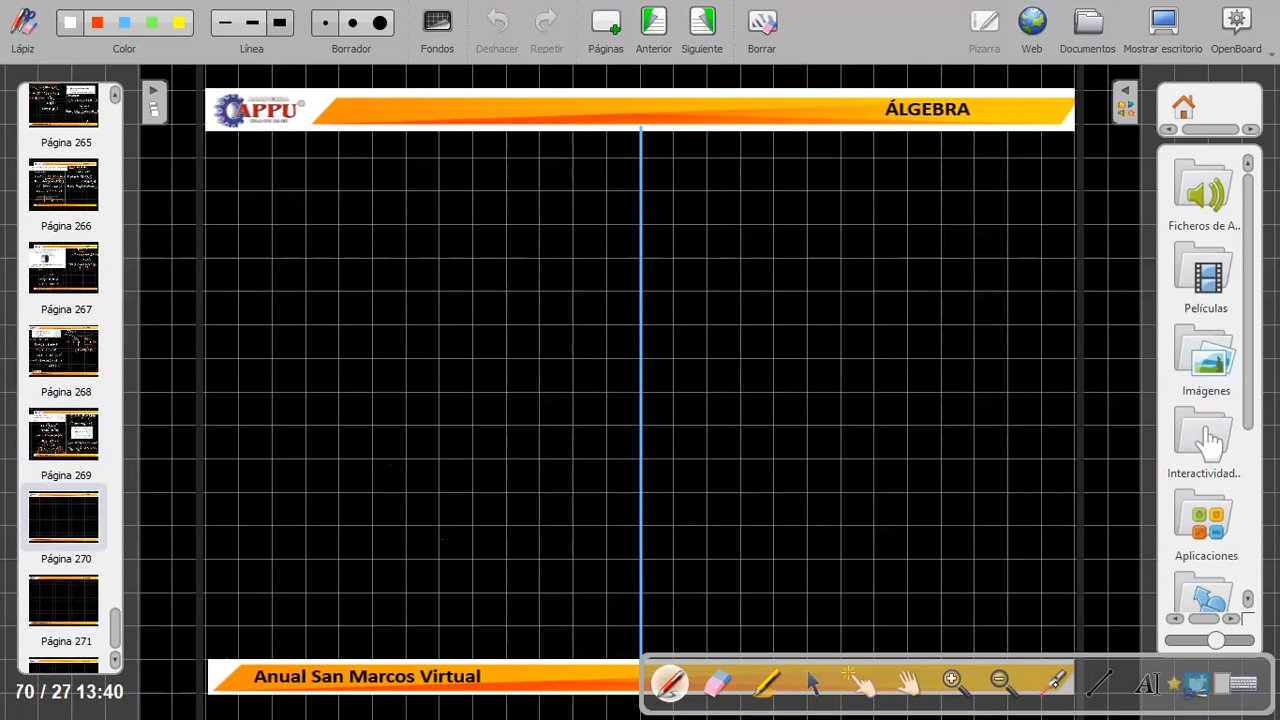 Lápiz
Color
Línea
Borrador
Fondos
Deshacer
Repetir
Páginas
Anterior
Siguiente
Borrar
Pizarra
Web
Documentos
Mostrar escritorio
OpenBoard
APPU
ÁLGEBRA
Página 265
Página 266
Página 267
Página 268
Página 269
Página 270
Página 271
Ficheros de A..
Películas
Imágenes
Interactividad..
Aplicaciones
Anual San Marcos Virtual
70 / 27 13:40
AI